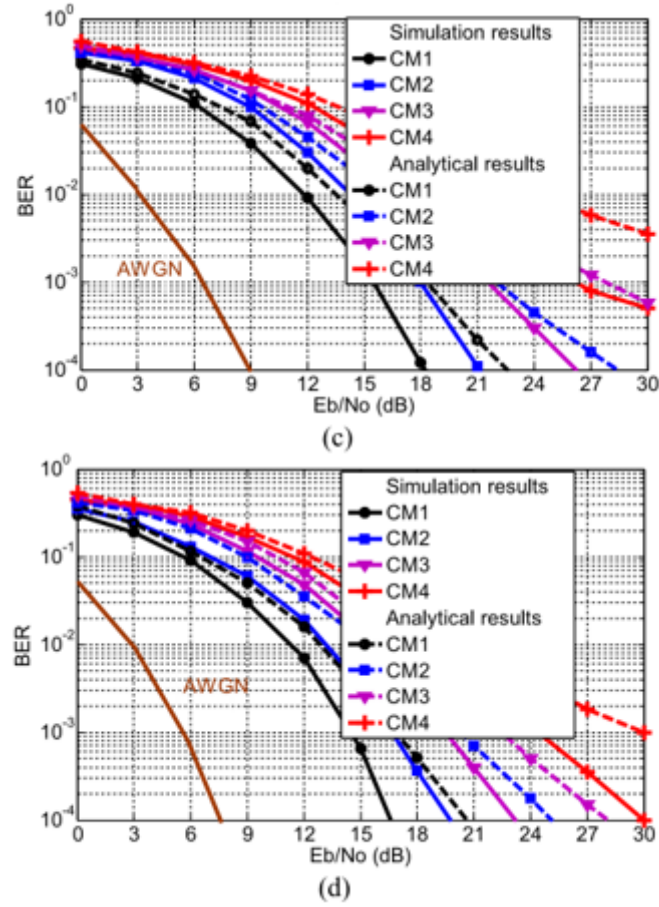 10^0
10^-1
10^-2
10^-3
10^-4
BER
AWGN
Simulation results
CM1
CM2
CM3
CM4
Analytical results
CM1
CM2
CM3
CM4
0 3 6 9 12 15 18 21 24 27 30
Eb/No (dB)
(c)
10^0
10^-1
10^-2
10^-3
10^-4
BER
AWGN
Simulation results
CM1
CM2
CM3
CM4
Analytical results
CM1
CM2
CM3
CM4
0 3 6 9 12 15 18 21 24 27 30
Eb/No (dB)
(d)